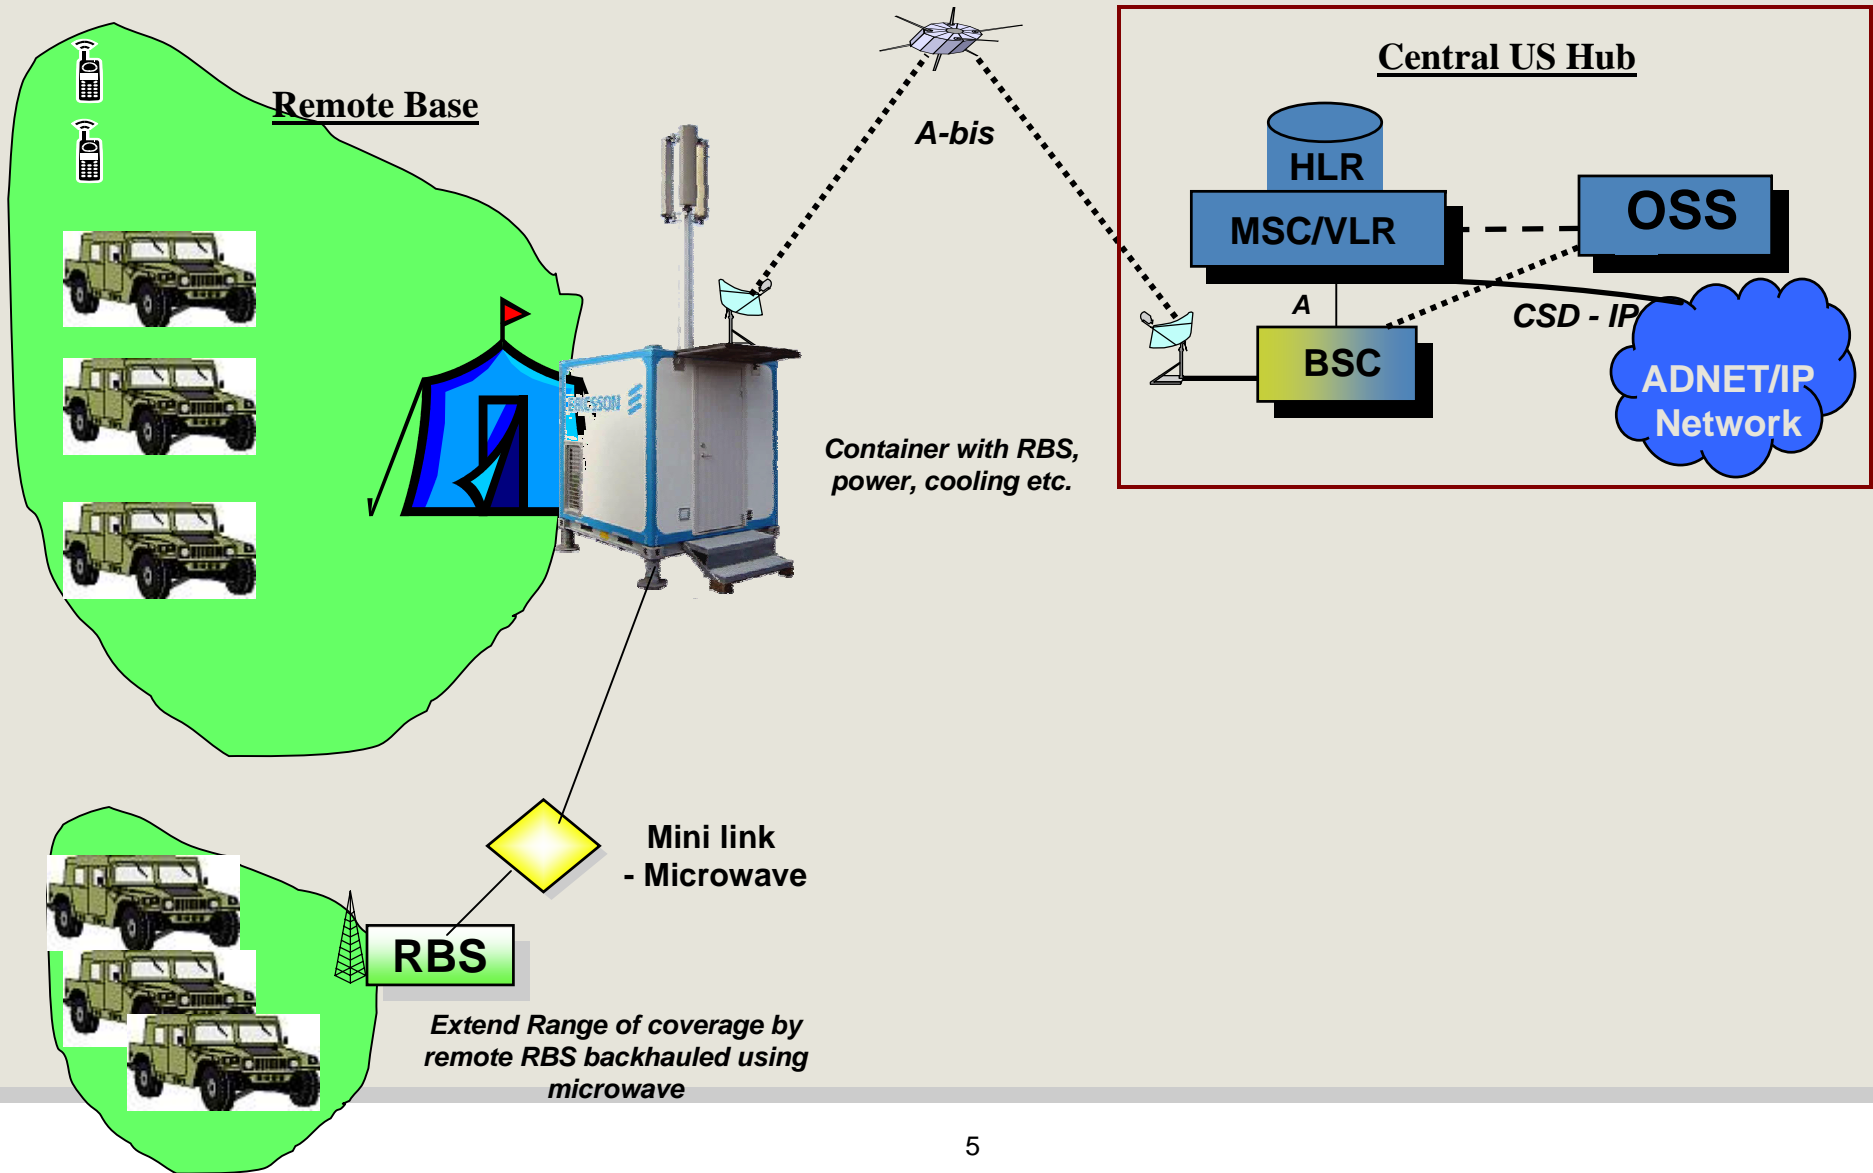 Central US Hub
Remote Base
A-bis
HLR
MSC/VLR
OSS
A
CSD - IP
BSC
ADNET/IP
Network
ERICSSON
Container with RBS,
power, cooling etc.
Mini link
- Microwave
RBS
Extend Range of coverage by
remote RBS backhauled using
microwave
5